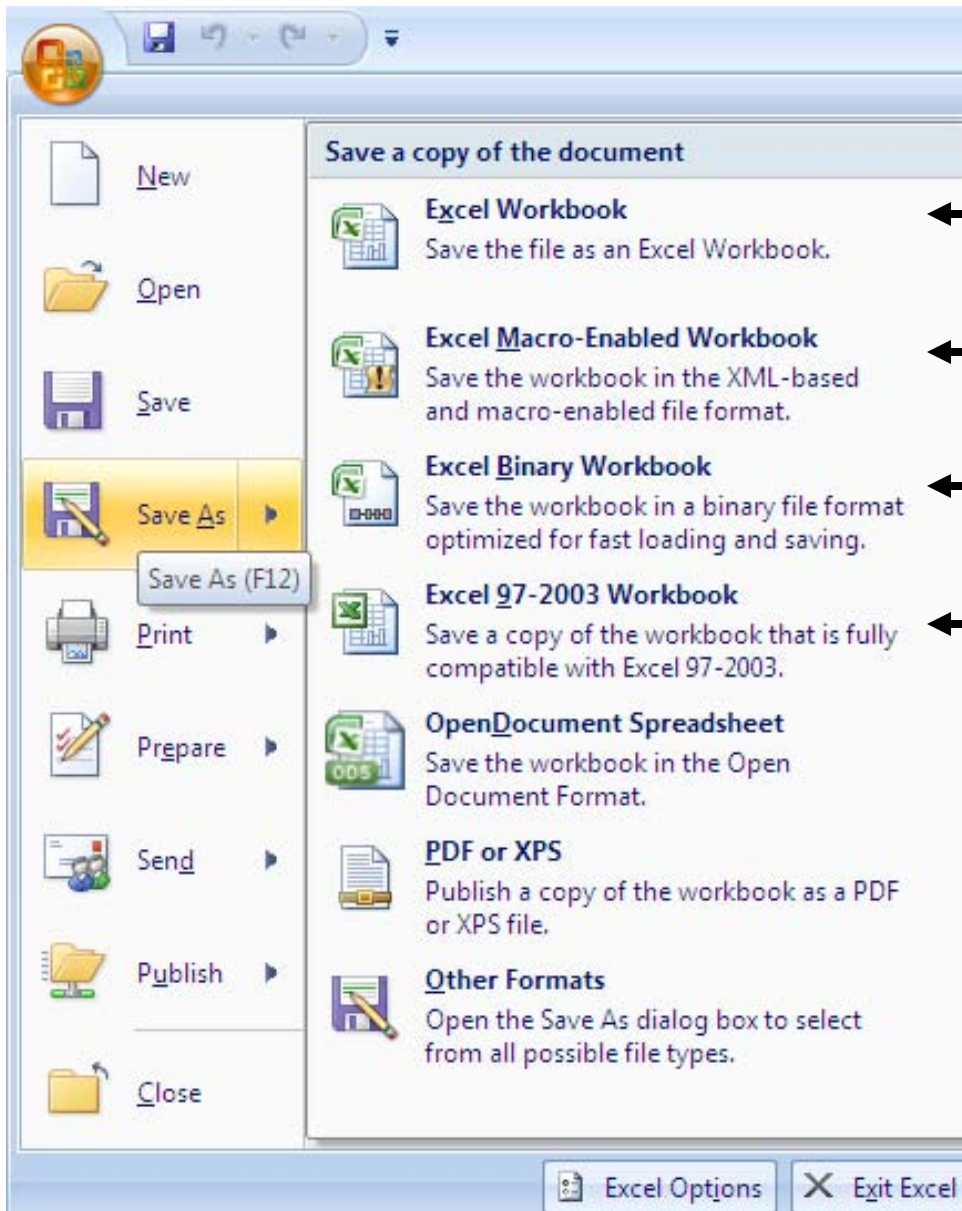 New
Open
Save
Save As
Save As (F12)
Print
Prepare
Send
Publish
Close
Save a copy of the document
Excel Workbook
Save the file as an Excel Workbook.
Excel Macro-Enabled Workbook
Save the workbook in the XML-based
and macro-enabled file format.
Excel Binary Workbook
Save the workbook in a binary file format
optimized for fast loading and saving.
Excel 97-2003 Workbook
Save a copy of the workbook that is fully
compatible with Excel 97-2003.
OpenDocument Spreadsheet
ODS
Save the workbook in the Open
Document Format.
PDF or XPS
Publish a copy of the workbook as a PDF
or XPS file.
Other Formats
Open the Save As dialog box to select
from all possible file types.
Excel Options
Exit Excel